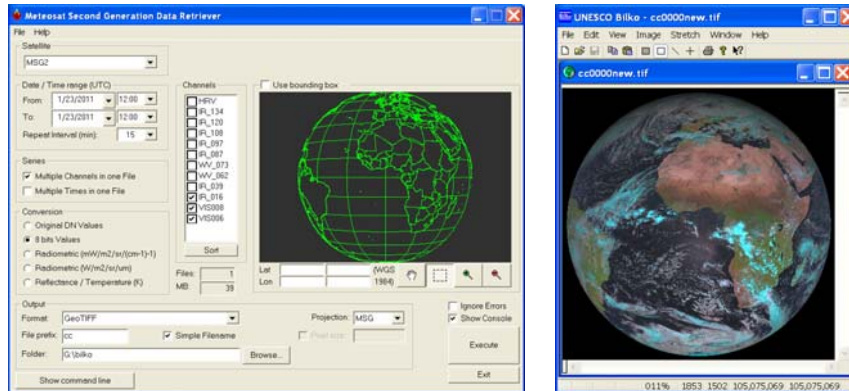 Meteosat Second Generation Data Retriever
File Help
Satellite
MSG2
Date / Time range (UTC)
From: 1/23/2011 12:00
To: 1/23/2011 12:00
Repeat Interval (min): 15
Series
Multiple Channels in one File
Multiple Times in one File
Conversion
Original DN Values
8 bits Values
Radiometric (mW/m2/sr/(cm-1)-1)
Radiometric (W/m2/sr/um)
Reflectance / Temperature (K)
Channels
HRV
IR_134
IR_120
IR_108
IR_097
IR_087
WV_073
WV_062
IR_039
IR_016
VIS008
VIS006
Sort
Files: 1
MB: 39
Use bounding box
Lat
Lon
(WGS
1984)
Output
Format: GeoTIFF
Projection: MSG
File prefix: cc
Simple Filename
Pixel size:
Folder: G:\bilko
Browse...
Ignore Errors
Show Console
Execute
Exit
Show command line
UNESCO Bilko - cc0000new.tif
File Edit View Image Stretch Window Help
cc0000new.tif
011% 1853 1502 105,075,069 105,075,069